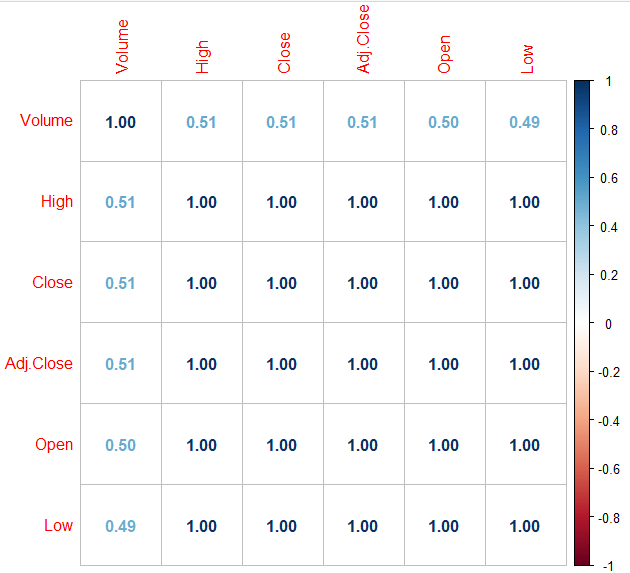 Volume High Close Adj.Close Open Low
Volume 1.00 0.51 0.51 0.51 0.50 0.49
High 0.51 1.00 1.00 1.00 1.00 1.00
Close 0.51 1.00 1.00 1.00 1.00 1.00
Adj.Close 0.51 1.00 1.00 1.00 1.00 1.00
Open 0.50 1.00 1.00 1.00 1.00 1.00
Low 0.49 1.00 1.00 1.00 1.00 1.00
1
0.8
0.6
0.4
0.2
0
-0.2
-0.4
-0.6
-0.8
-1